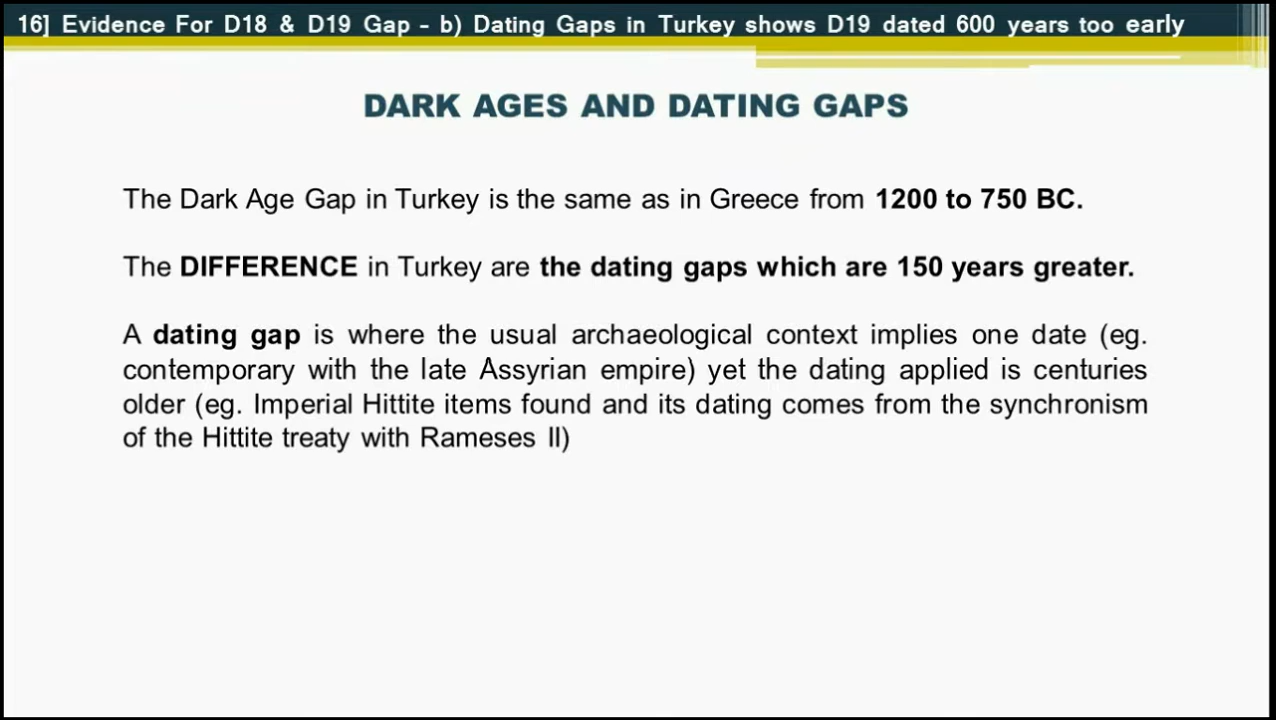 16] Evidence For D18 & D19 Gap - b) Dating Gaps in Turkey shows D19 dated 600 years too early
DARK AGES AND DATING GAPS
The Dark Age Gap in Turkey is the same as in Greece from 1200 to 750 BC.
The DIFFERENCE in Turkey are the dating gaps which are 150 years greater.
A dating gap is where the usual archaeological context implies one date (eg.
contemporary with the late Assyrian empire) yet the dating applied is centuries
older (eg. Imperial Hittite items found and its dating comes from the synchronism
of the Hittite treaty with Rameses II)